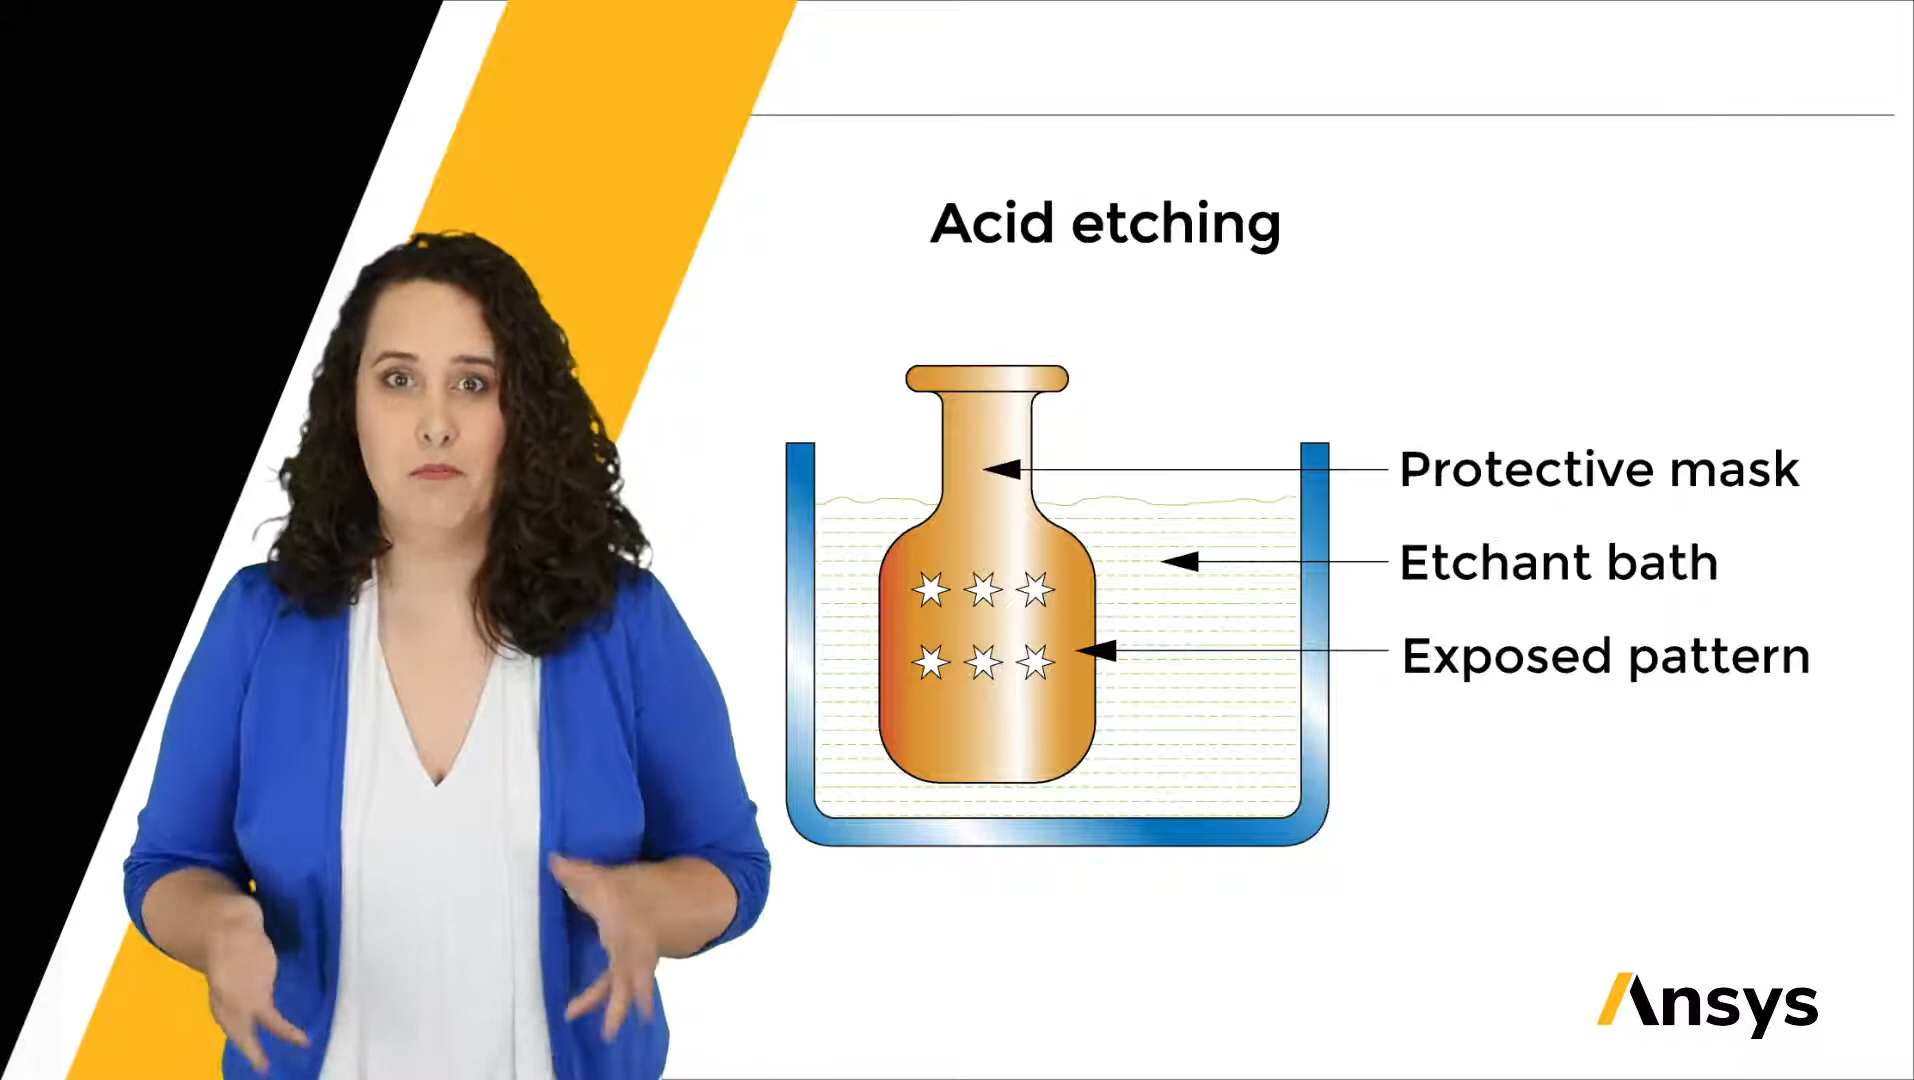 Acid etching
Protective mask
Etchant bath
Exposed pattern
Ansys